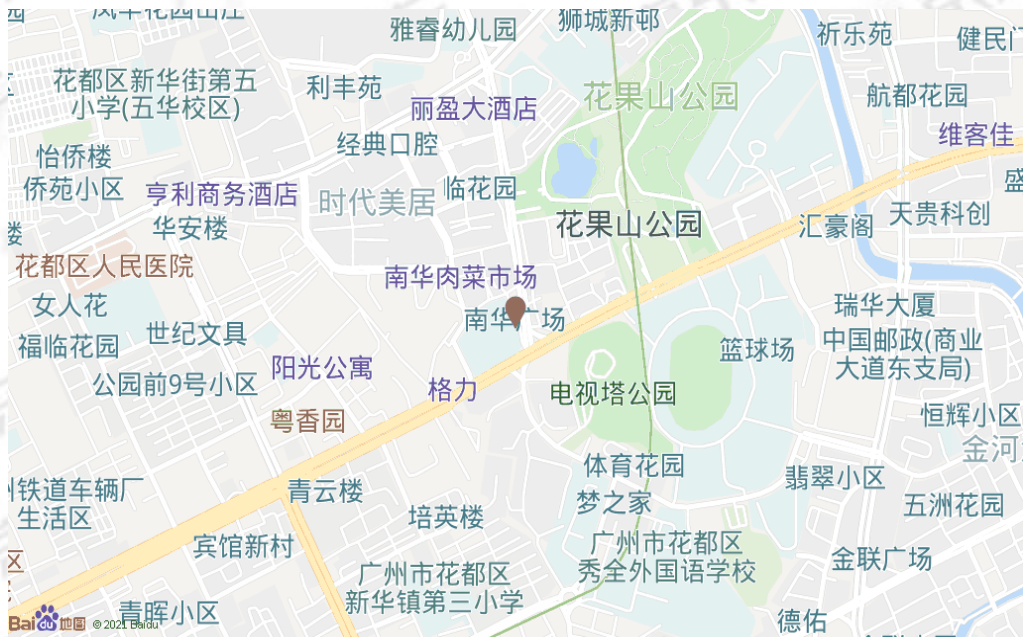 雅睿幼儿园
狮城新邨
祈乐苑
花都区新华街第五
小学(五华校区)
利丰苑
丽盈大酒店
花果山公园
航都花园
经典口腔
维客佳
怡侨楼
侨苑小区
亨利商务酒店
时代美居
临花园
华安楼
花果山公园
汇豪阁
天贵科创
花都区人民医院
南华肉菜市场
女人花
世纪文具
南华广场
瑞华大厦
福临花园
阳光公寓
篮球场
中国邮政(商业
大道东支局)
公园前9号小区
格力
电视塔公园
粤香园
恒辉小区
金河
体育花园
翡翠小区
州铁道车辆厂
生活区
青云楼
梦之家
五洲花园
培英楼
宾馆新村
广州市花都区
秀全外国语学校
金联广场
广州市花都区
新华镇第三小学
青晖小区
德佑
Bai du 地图 © 2021 Baidu